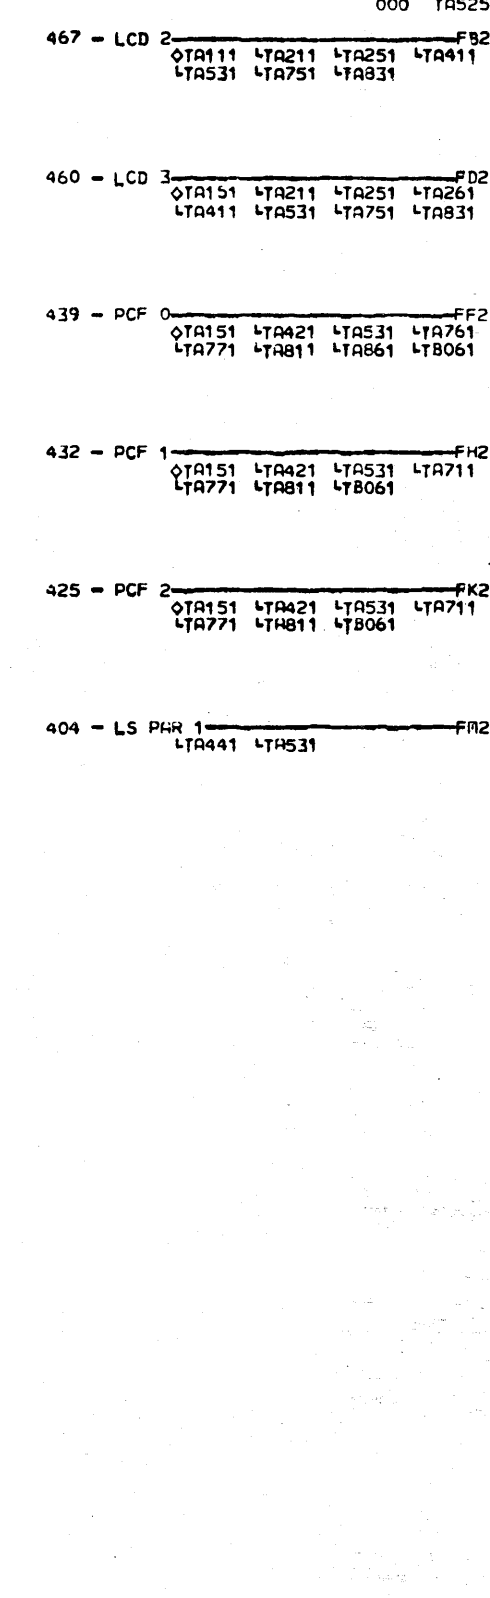 000 TA525
467 - LCD 2 FB2
◇TA111 └TA211 └TA251 └TA411
└TA531 └TA751 └TA831
460 - LCD 3 FD2
◇TA151 └TA211 └TA251 └TA261
└TA411 └TA531 └TA751 └TA831
439 - PCF 0 FF2
◇TA151 └TA421 └TA531 └TA761
└TA771 └TA811 └TA861 └TB061
432 - PCF 1 FH2
◇TA151 └TA421 └TA531 └TA711
└TA771 └TA811 └TB061
425 - PCF 2 FK2
◇TA151 └TA421 └TA531 └TA711
└TA771 └TA811 └TB061
404 - LS PAR 1 FM2
└TA441 └TA531